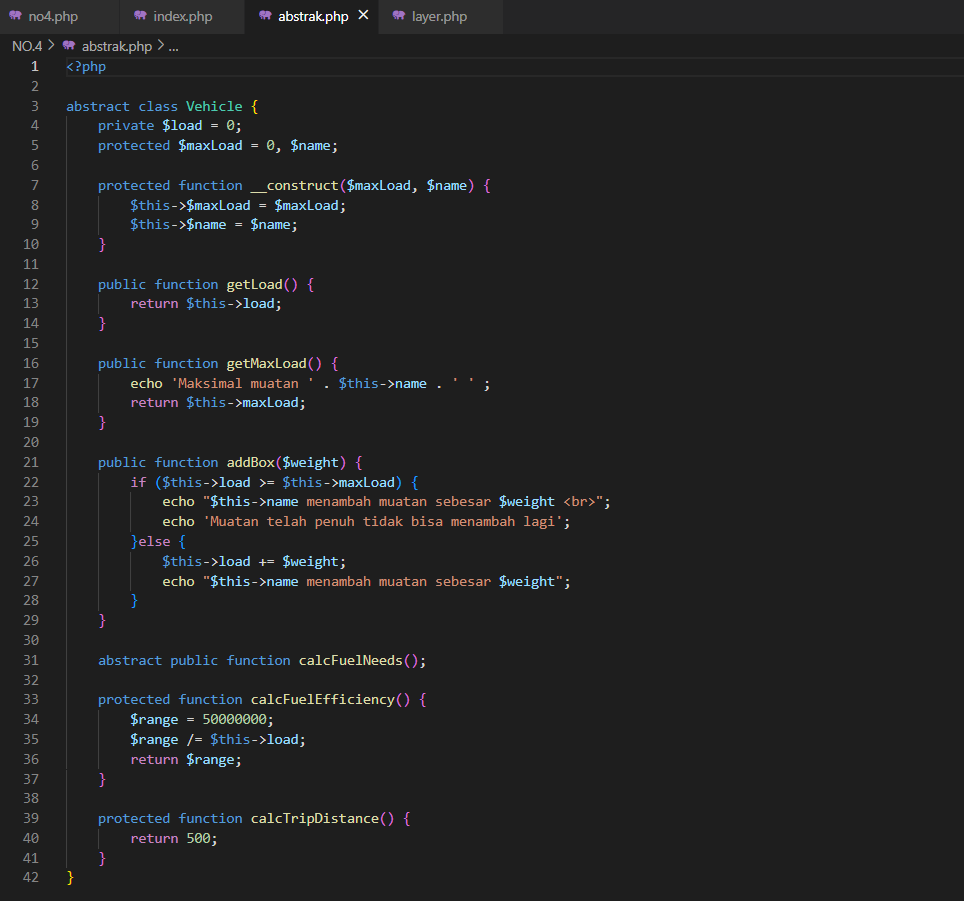 no4.php index.php abstrak.php layer.php
NO.4 > abstrak.php > ...
1 <?php
2
3 abstract class Vehicle {
4 private $load = 0;
5 protected $maxLoad = 0, $name;
6
7 protected function __construct($maxLoad, $name) {
8 $this->$maxLoad = $maxLoad;
9 $this->$name = $name;
10 }
11
12 public function getLoad() {
13 return $this->load;
14 }
15
16 public function getMaxLoad() {
17 echo 'Maksimal muatan ' . $this->name . ' ' ;
18 return $this->maxLoad;
19 }
20
21 public function addBox($weight) {
22 if ($this->load >= $this->maxLoad) {
23 echo "$this->name menambah muatan sebesar $weight <br>";
24 echo 'Muatan telah penuh tidak bisa menambah lagi';
25 }else {
26 $this->load += $weight;
27 echo "$this->name menambah muatan sebesar $weight";
28 }
29 }
30
31 abstract public function calcFuelNeeds();
32
33 protected function calcFuelEfficiency() {
34 $range = 50000000;
35 $range /= $this->load;
36 return $range;
37 }
38
39 protected function calcTripDistance() {
40 return 500;
41 }
42 }